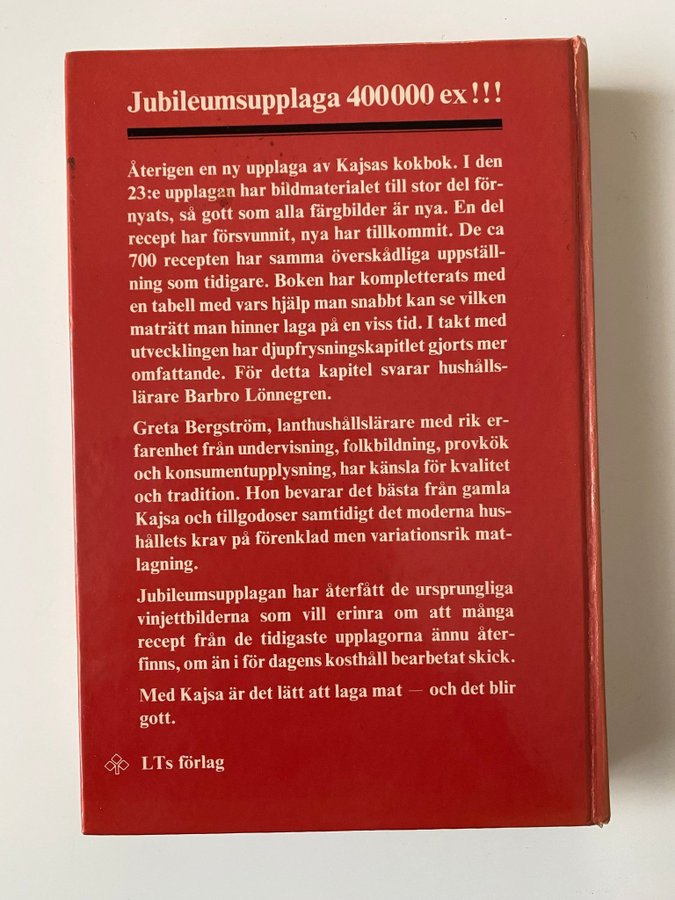 Jubileumsupplaga 400000 ex!!!
Återigen en ny upplaga av Kajsas kokbok. I den
23:e upplagan har bildmaterialet till stor del för-
nyats, så gott som alla färgbilder är nya. En del
recept har försvunnit, nya har tillkommit. De ca
700 recepten har samma överskådliga uppställ-
ning som tidigare. Boken har kompletterats med
en tabell med vars hjälp man snabbt kan se vilken
maträtt man hinner laga på en viss tid. I takt med
utvecklingen har djupfrysningskapitlet gjorts mer
omfattande. För detta kapitel svarar hushålls-
lärare Barbro Lönnegren.
Greta Bergström, lanthushållslärare med rik er-
farenhet från undervisning, folkbildning, provkök
och konsumentupplysning, har känsla för kvalitet
och tradition. Hon bevarar det bästa från gamla
Kajsa och tillgodoser samtidigt det moderna hus-
hållets krav på förenklad men variationsrik mat-
lagning.
Jubileumsupplagan har återfått de ursprungliga
vinjettbilderna som vill erinra om att många
recept från de tidigaste upplagorna ännu åter-
finns, om än i för dagens kosthåll bearbetat skick.
Med Kajsa är det lätt att laga mat — och det blir
gott.
LTs förlag